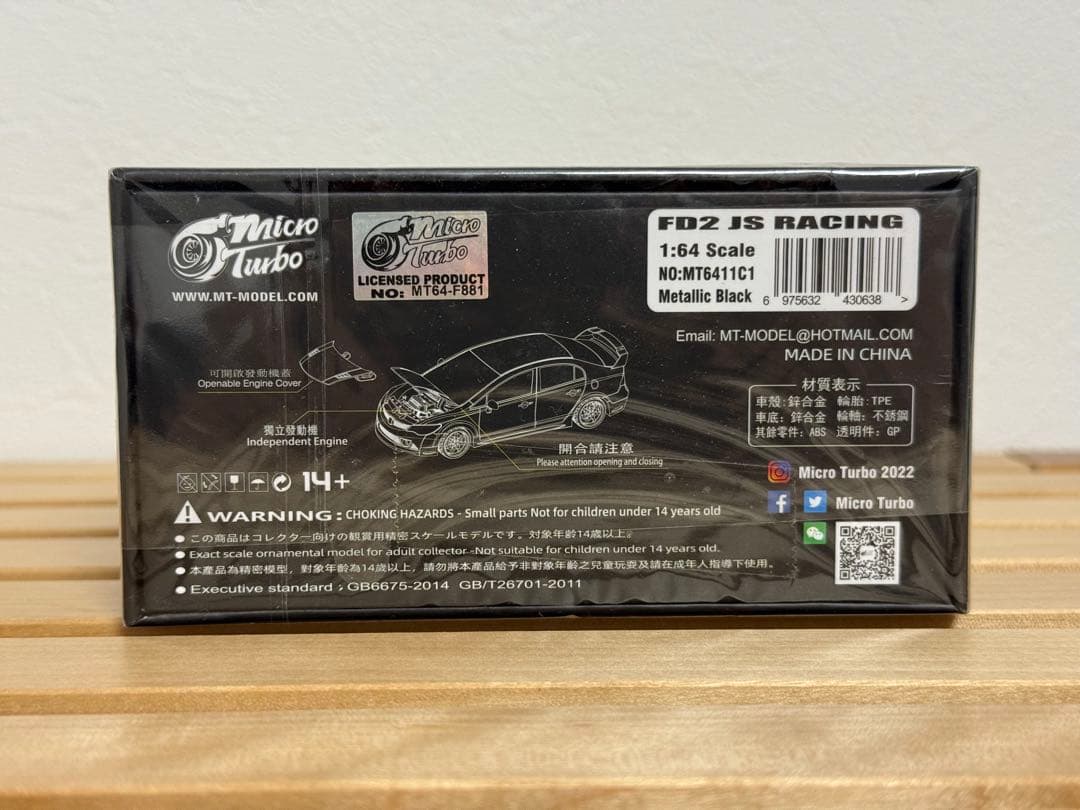 Micro
Turbo
WWW.MT-MODEL.COM
Micro
Turbo
LICENSED PRODUCT
NO: MT64-F881
FD2 JS RACING
1:64 Scale
NO:MT6411C1
Metallic Black
6 975632 430638 >
Email: MT-MODEL@HOTMAIL.COM
MADE IN CHINA
可開啟發動機蓋
Openable Engine Cover
獨立發動機
Independent Engine
開合請注意
Please attention opening and closing
材質表示
車殼: 鋅合金 輪胎: TPE
車底: 鋅合金 輪軸: 不銹鋼
其餘零件: ABS 透明件: GP
Micro Turbo 2022
Micro Turbo
14+
WARNING: CHOKING HAZARDS - Small parts Not for children under 14 years old
● この商品はコレクター向けの観賞用精密スケールモデルです。対象年齢14歳以上。
● Exact scale ornamental model for adult collector -Not suitable for children under 14 years old.
● 本產品為精密模型，對象年齡為14歲以上，請勿將本產品給予非對象年齡之兒童玩妥及請在成年人指導下使用。
● Executive standard : GB6675-2014 GB/T26701-2011